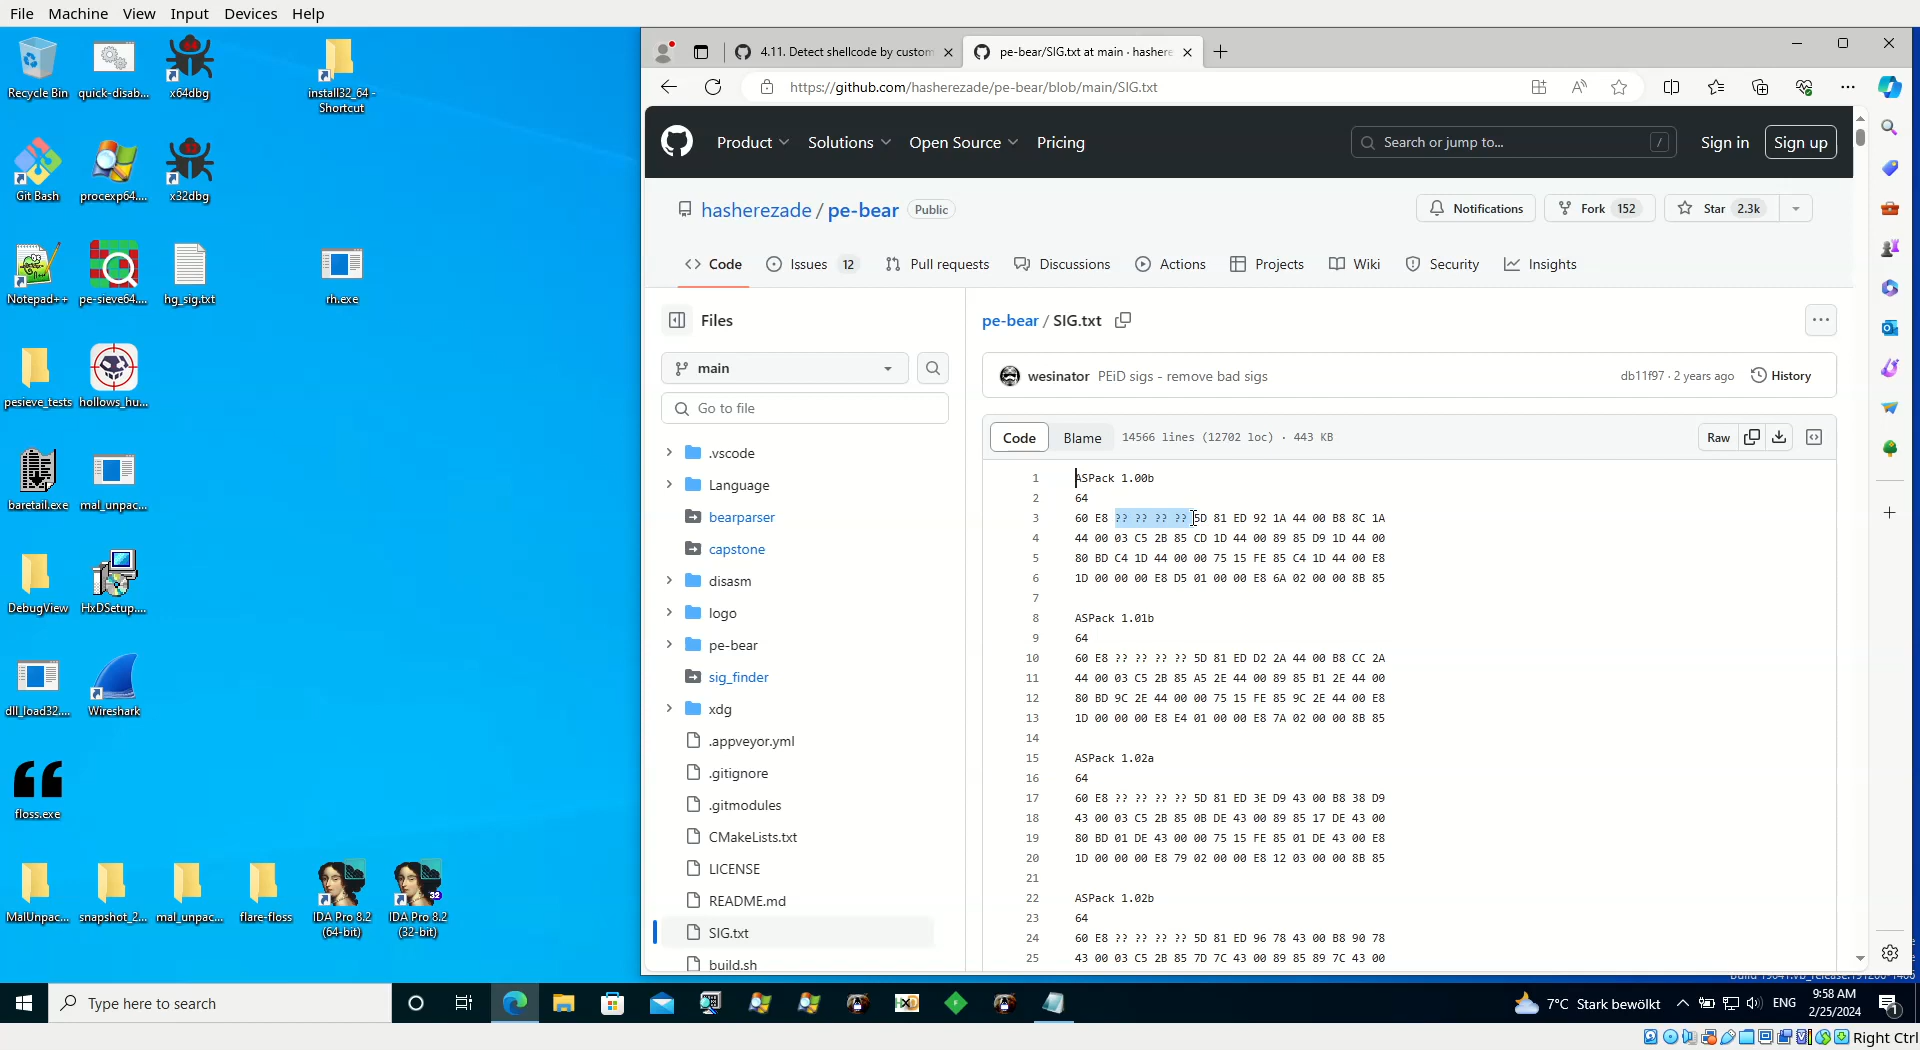 File Machine View Input Devices Help
Recycle Bin
quick-disab...
x64dbg
install32_64 -
Shortcut
Git Bash
procexp64....
x32dbg
Notepad++
pe-sieve64....
hg_sig.txt
rh.exe
pesieve_tests
hollows_hu...
baretail.exe
mal_unpac...
DebugView
HxDSetup....
dll_load32....
Wireshark
floss.exe
MalUnpac...
snapshot_2...
mal_unpac...
flare-floss
IDA Pro 8.2
(64-bit)
IDA Pro 8.2
(32-bit)
32
4.11. Detect shellcode by custom
pe-bear/SIG.txt at main · hashere
https://github.com/hasherezade/pe-bear/blob/main/SIG.txt
Product Solutions Open Source Pricing
Search or jump to...
/
Sign in
Sign up
hasherezade / pe-bear Public
Notifications
Fork 152
Star 2.3k
Code
Issues 12
Pull requests
Discussions
Actions
Projects
Wiki
Security
Insights
Files
main
Go to file
.vscode
Language
bearparser
capstone
disasm
logo
pe-bear
sig_finder
xdg
.appveyor.yml
.gitignore
.gitmodules
CMakeLists.txt
LICENSE
README.md
SIG.txt
build.sh
pe-bear / SIG.txt
wesinator PEiD sigs - remove bad sigs
db11f97 · 2 years ago
History
Code
Blame
14566 lines (12702 loc) · 443 KB
Raw
1 ASPack 1.00b
2 64
3 60 E8 ?? ?? ?? ?? 5D 81 ED 92 1A 44 00 B8 8C 1A
4 44 00 03 C5 2B 85 CD 1D 44 00 89 85 D9 1D 44 00
5 80 BD C4 1D 44 00 00 75 15 FE 85 C4 1D 44 00 E8
6 1D 00 00 00 E8 D5 01 00 00 E8 6A 02 00 00 8B 85
7
8 ASPack 1.01b
9 64
10 60 E8 ?? ?? ?? ?? 5D 81 ED D2 2A 44 00 B8 CC 2A
11 44 00 03 C5 2B 85 A5 2E 44 00 89 85 B1 2E 44 00
12 80 BD 9C 2E 44 00 00 75 15 FE 85 9C 2E 44 00 E8
13 1D 00 00 00 E8 E4 01 00 00 E8 7A 02 00 00 8B 85
14
15 ASPack 1.02a
16 64
17 60 E8 ?? ?? ?? ?? 5D 81 ED 3E D9 43 00 B8 38 D9
18 43 00 03 C5 2B 85 0B DE 43 00 89 85 17 DE 43 00
19 80 BD 01 DE 43 00 00 75 15 FE 85 01 DE 43 00 E8
20 1D 00 00 00 E8 79 02 00 00 E8 12 03 00 00 8B 85
21
22 ASPack 1.02b
23 64
24 60 E8 ?? ?? ?? ?? 5D 81 ED 96 78 43 00 B8 90 78
25 43 00 03 C5 2B 85 7D 7C 43 00 89 85 89 7C 43 00
Type here to search
7°C Stark bewölkt
ENG
9:58 AM
2/25/2024
1
Right Ctrl